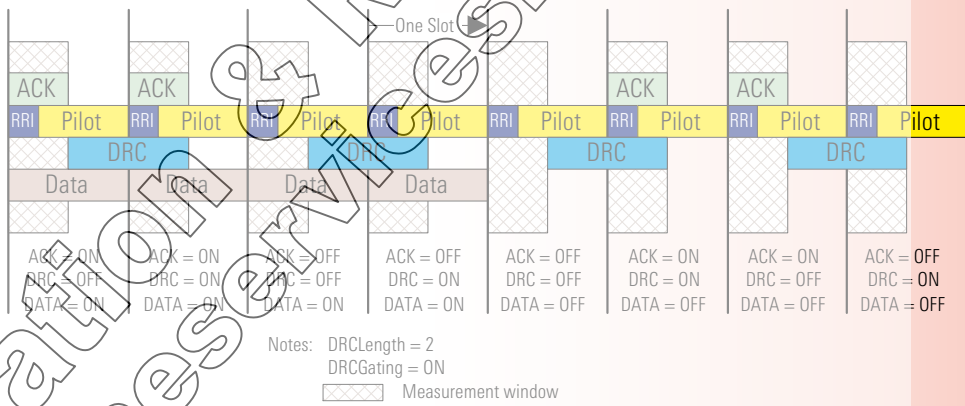 One Slot
ACK ACK ACK ACK
RRI Pilot RRI Pilot RRI Pilot RRI Pilot RRI Pilot RRI Pilot RRI Pilot RRI Pilot
DRC DRC DRC DRC
Data Data Data Data
ACK = ON ACK = ON ACK = OFF ACK = OFF ACK = OFF ACK = ON ACK = ON ACK = OFF
DRC = OFF DRC = ON DRC = OFF DRC = ON DRC = OFF DRC = ON DRC = OFF DRC = ON
DATA = ON DATA = ON DATA = ON DATA = ON DATA = OFF DATA = OFF DATA = OFF DATA = OFF
Notes: DRCLength = 2
DRCGating = ON
Measurement window